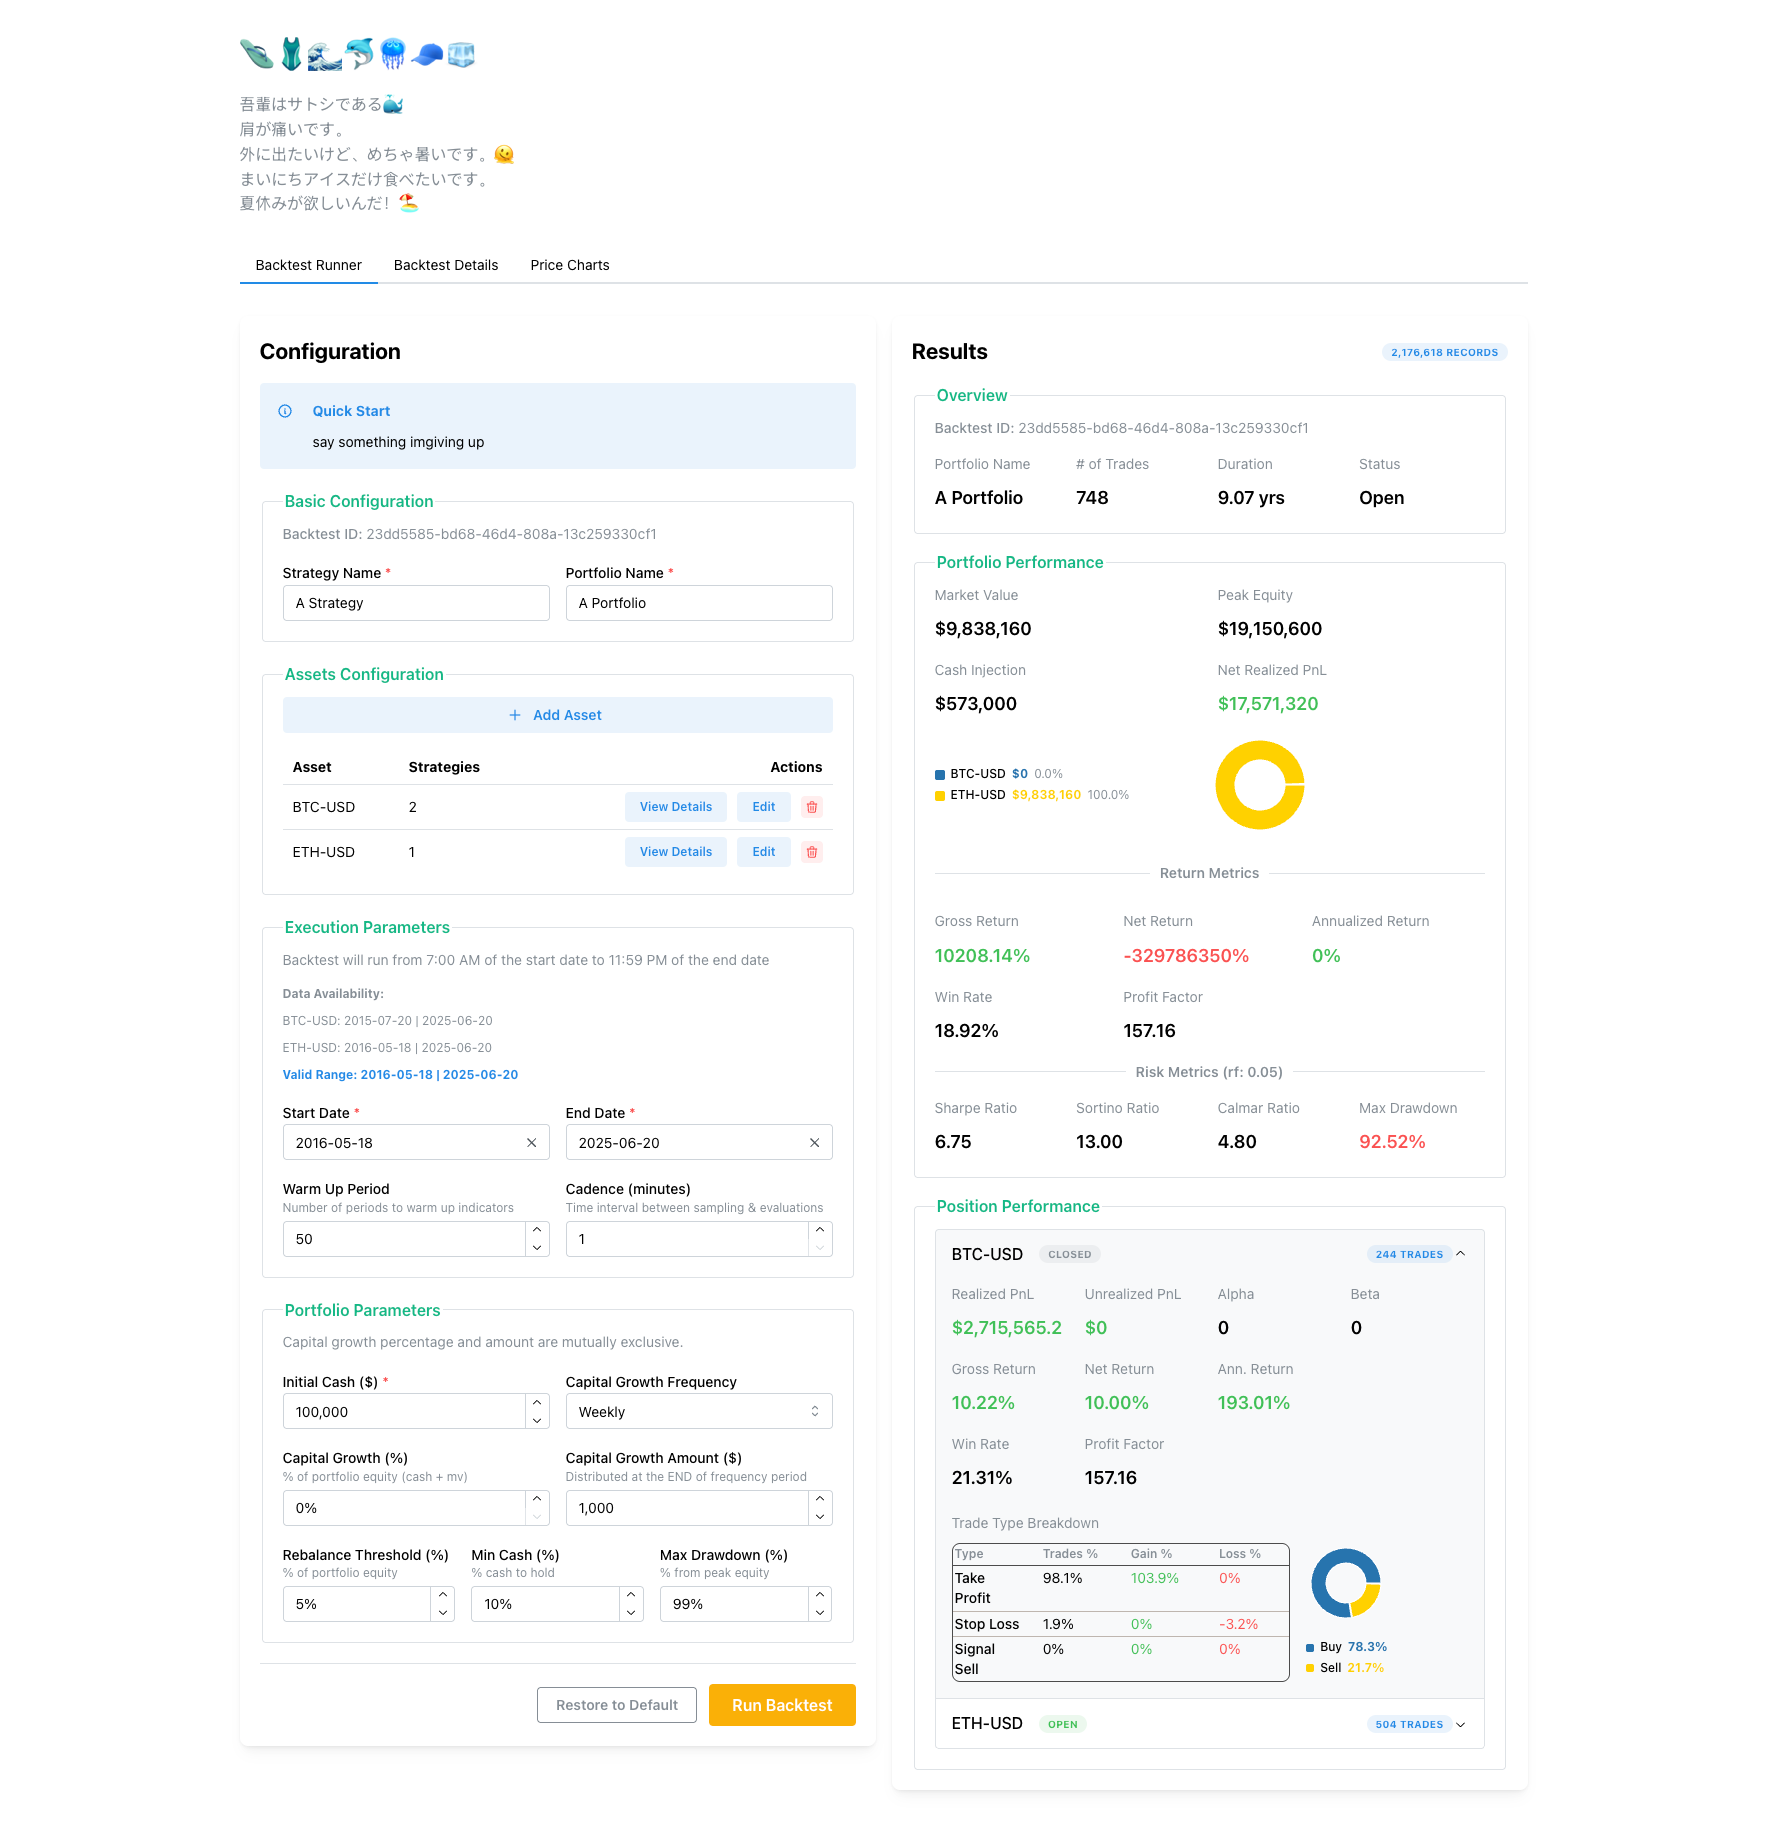 吾輩はサトシである🐳
肩が痛いです。
外に出たいけど、めちゃ暑いです。🫠
まいにちアイスだけ食べたいです。
夏休みが欲しいんだ！🏖️
Backtest Runner Backtest Details Price Charts
Configuration
Quick Start
say something imgiving up
Basic Configuration
Backtest ID: 23dd5585-bd68-46d4-808a-13c259330cf1
Strategy Name * Portfolio Name *
A Strategy A Portfolio
Assets Configuration
+ Add Asset
Asset Strategies Actions
BTC-USD 2 View Details Edit
ETH-USD 1 View Details Edit
Execution Parameters
Backtest will run from 7:00 AM of the start date to 11:59 PM of the end date
Data Availability:
BTC-USD: 2015-07-20 | 2025-06-20
ETH-USD: 2016-05-18 | 2025-06-20
Valid Range: 2016-05-18 | 2025-06-20
Start Date * End Date *
2016-05-18 2025-06-20
Warm Up Period Cadence (minutes)
Number of periods to warm up indicators Time interval between sampling & evaluations
50 1
Portfolio Parameters
Capital growth percentage and amount are mutually exclusive.
Initial Cash ($) * Capital Growth Frequency
100,000 Weekly
Capital Growth (%) Capital Growth Amount ($)
% of portfolio equity (cash + mv) Distributed at the END of frequency period
0% 1,000
Rebalance Threshold (%) Min Cash (%) Max Drawdown (%)
% of portfolio equity % cash to hold % from peak equity
5% 10% 99%
Restore to Default Run Backtest
Results 2,176,618 RECORDS
Overview
Backtest ID: 23dd5585-bd68-46d4-808a-13c259330cf1
Portfolio Name # of Trades Duration Status
A Portfolio 748 9.07 yrs Open
Portfolio Performance
Market Value Peak Equity
$9,838,160 $19,150,600
Cash Injection Net Realized PnL
$573,000 $17,571,320
BTC-USD $0 0.0%
ETH-USD $9,838,160 100.0%
Return Metrics
Gross Return Net Return Annualized Return
10208.14% -329786350% 0%
Win Rate Profit Factor
18.92% 157.16
Risk Metrics (rf: 0.05)
Sharpe Ratio Sortino Ratio Calmar Ratio Max Drawdown
6.75 13.00 4.80 92.52%
Position Performance
BTC-USD CLOSED 244 TRADES
Realized PnL Unrealized PnL Alpha Beta
$2,715,565.2 $0 0 0
Gross Return Net Return Ann. Return
10.22% 10.00% 193.01%
Win Rate Profit Factor
21.31% 157.16
Trade Type Breakdown
Type Trades % Gain % Loss %
Take 98.1% 103.9% 0%
Profit
Stop Loss 1.9% 0% -3.2%
Signal 0% 0% 0%
Sell
Buy 78.3%
Sell 21.7%
ETH-USD OPEN 504 TRADES